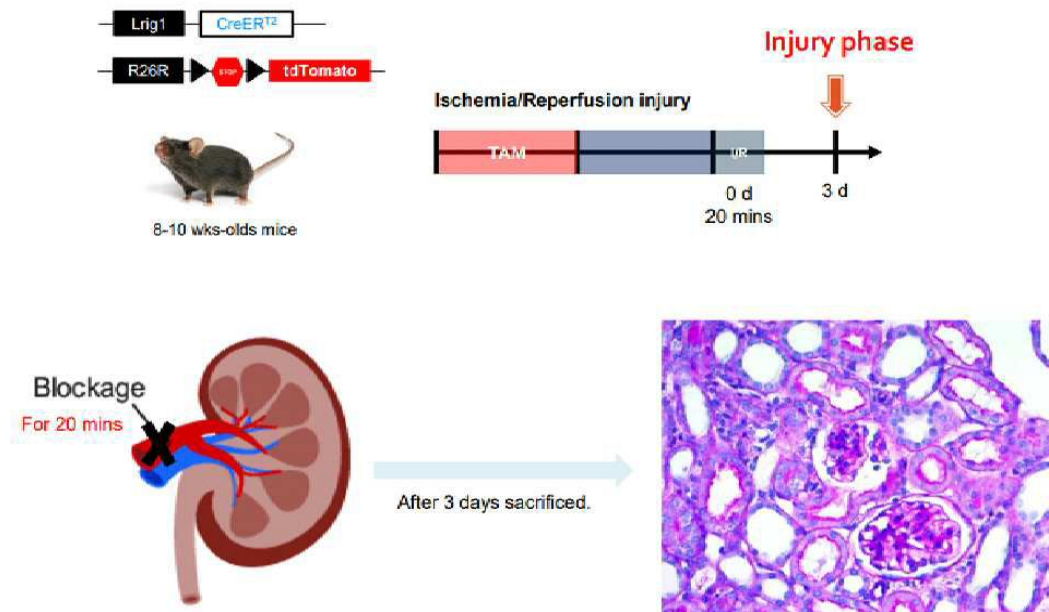 Lrig1 CreERT2
R26R STOP tdTomato
Injury phase
Ischemia/Reperfusion injury
TAM I/R
0 d 3 d
20 mins
8-10 wks-olds mice
Blockage
For 20 mins
After 3 days sacrificed.